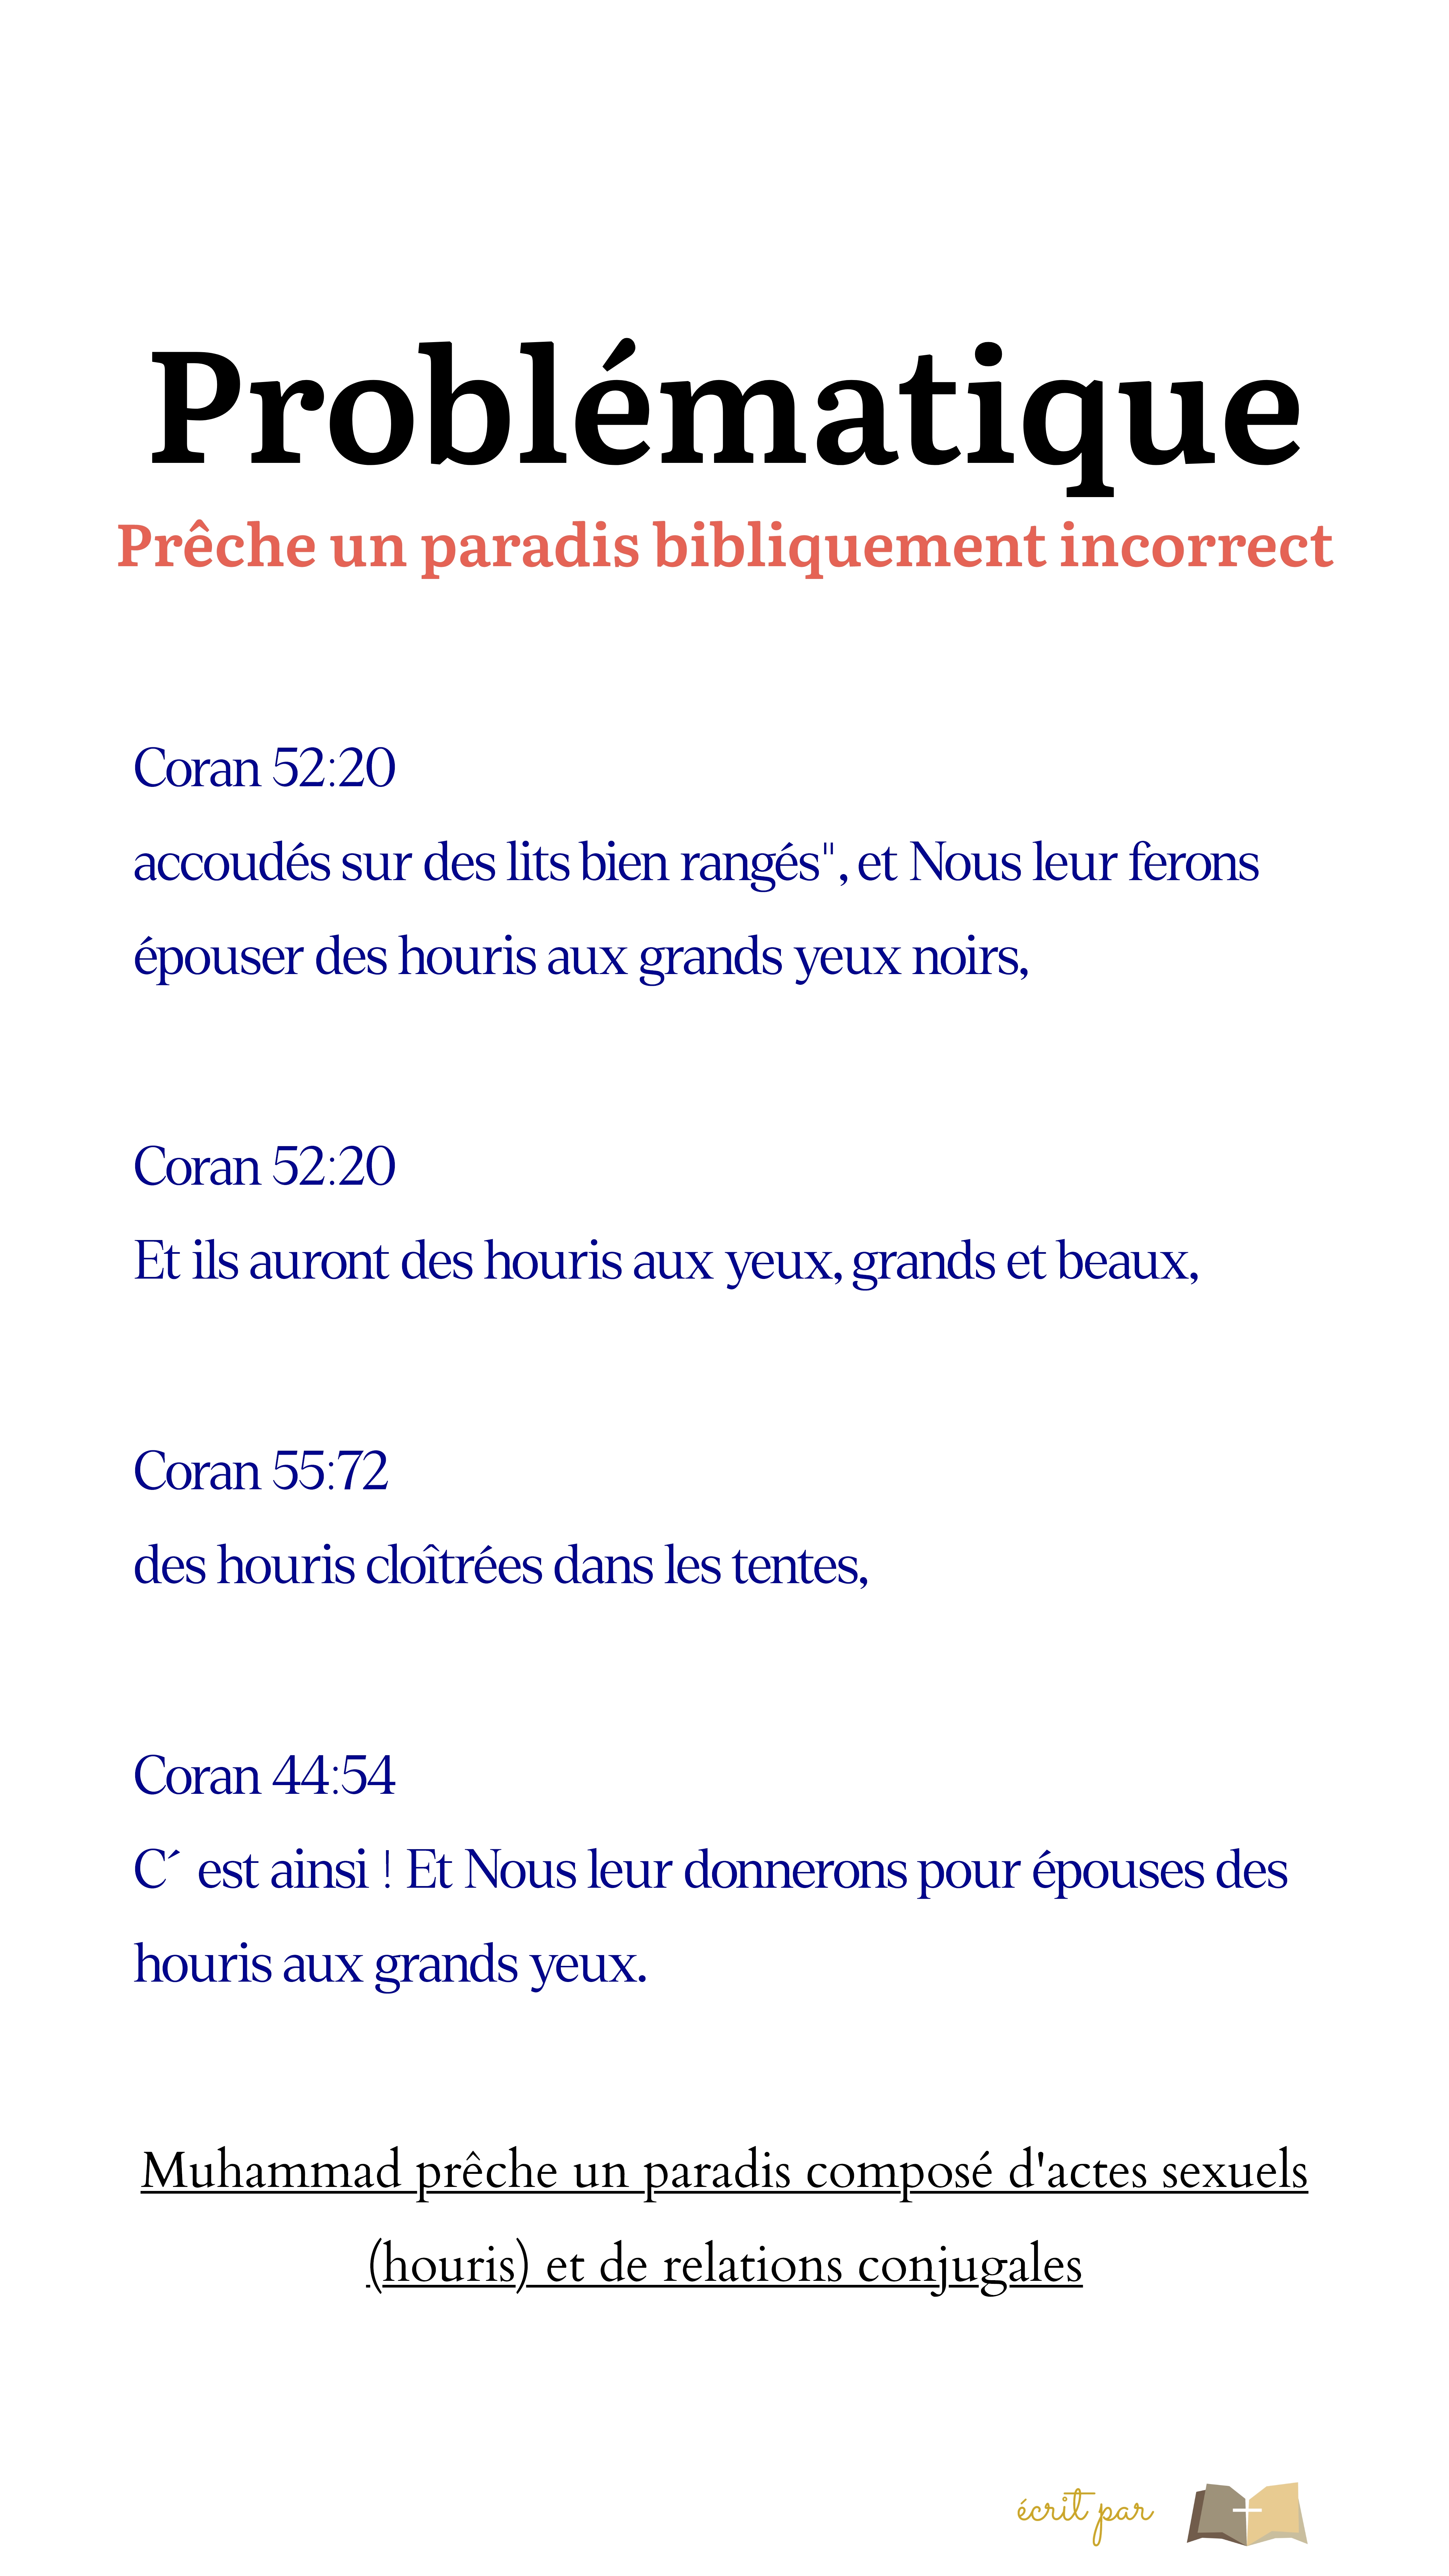 Problématique
Prêche un paradis bibliquement incorrect
Coran 52:20
accoudés sur des lits bien rangés", et Nous leur ferons
épouser des houris aux grands yeux noirs,
Coran 52:20
Et ils auront des houris aux yeux, grands et beaux,
Coran 55:72
des houris cloîtrées dans les tentes,
Coran 44:54
C´ est ainsi ! Et Nous leur donnerons pour épouses des
houris aux grands yeux.
Muhammad prêche un paradis composé d'actes sexuels
(houris) et de relations conjugales
écrit par